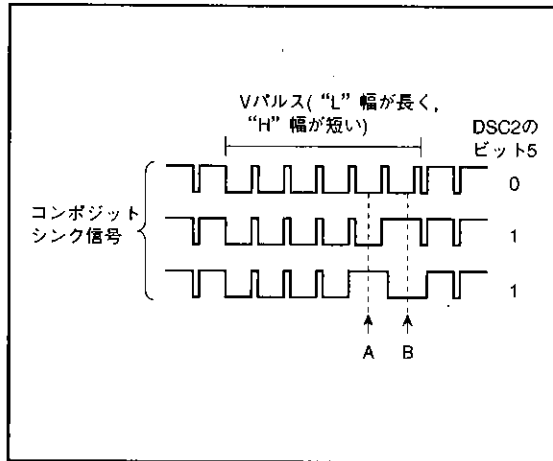 Vパルス( “L” 幅が長く,
“H” 幅が短い)
DSC2の
ビット5
0
コンポジット
シンク信号
1
1
A B